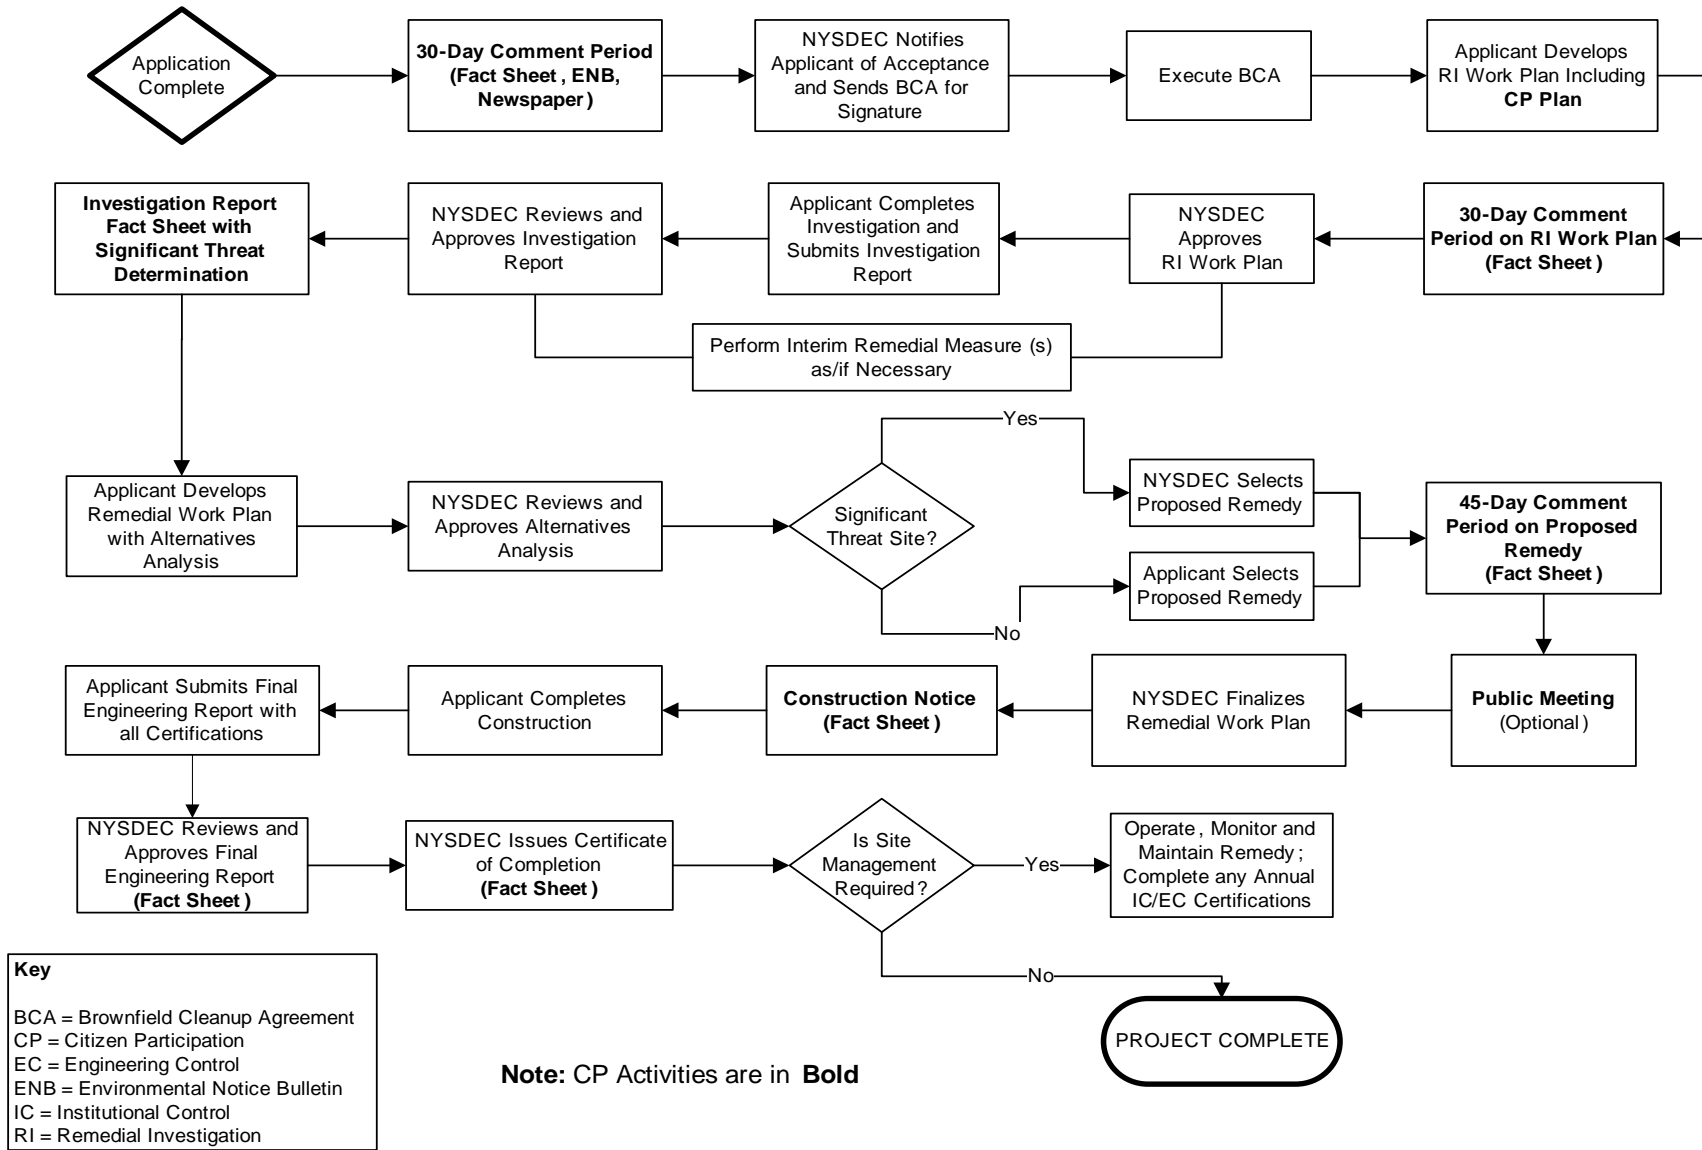 Application
Complete
30-Day Comment Period
(Fact Sheet, ENB,
Newspaper)
NYSDEC Notifies
Applicant of Acceptance
and Sends BCA for
Signature
Execute BCA
Applicant Develops
RI Work Plan Including
CP Plan
Investigation Report
Fact Sheet with
Significant Threat
Determination
NYSDEC Reviews and
Approves Investigation
Report
Applicant Completes
Investigation and
Submits Investigation
Report
NYSDEC
Approves
RI Work Plan
30-Day Comment
Period on RI Work Plan
(Fact Sheet)
Perform Interim Remedial Measure (s)
as/if Necessary
Yes
Applicant Develops
Remedial Work Plan
with Alternatives
Analysis
NYSDEC Reviews and
Approves Alternatives
Analysis
Significant
Threat Site?
NYSDEC Selects
Proposed Remedy
Applicant Selects
Proposed Remedy
45-Day Comment
Period on Proposed
Remedy
(Fact Sheet)
No
Applicant Submits Final
Engineering Report with
all Certifications
Applicant Completes
Construction
Construction Notice
(Fact Sheet)
NYSDEC Finalizes
Remedial Work Plan
Public Meeting
(Optional)
NYSDEC Reviews and
Approves Final
Engineering Report
(Fact Sheet)
NYSDEC Issues Certificate
of Completion
(Fact Sheet)
Is Site
Management
Required?
Yes
Operate, Monitor and
Maintain Remedy;
Complete any Annual
IC/EC Certifications
No
PROJECT COMPLETE
Key
BCA = Brownfield Cleanup Agreement
CP = Citizen Participation
EC = Engineering Control
ENB = Environmental Notice Bulletin
IC = Institutional Control
RI = Remedial Investigation
Note: CP Activities are in Bold